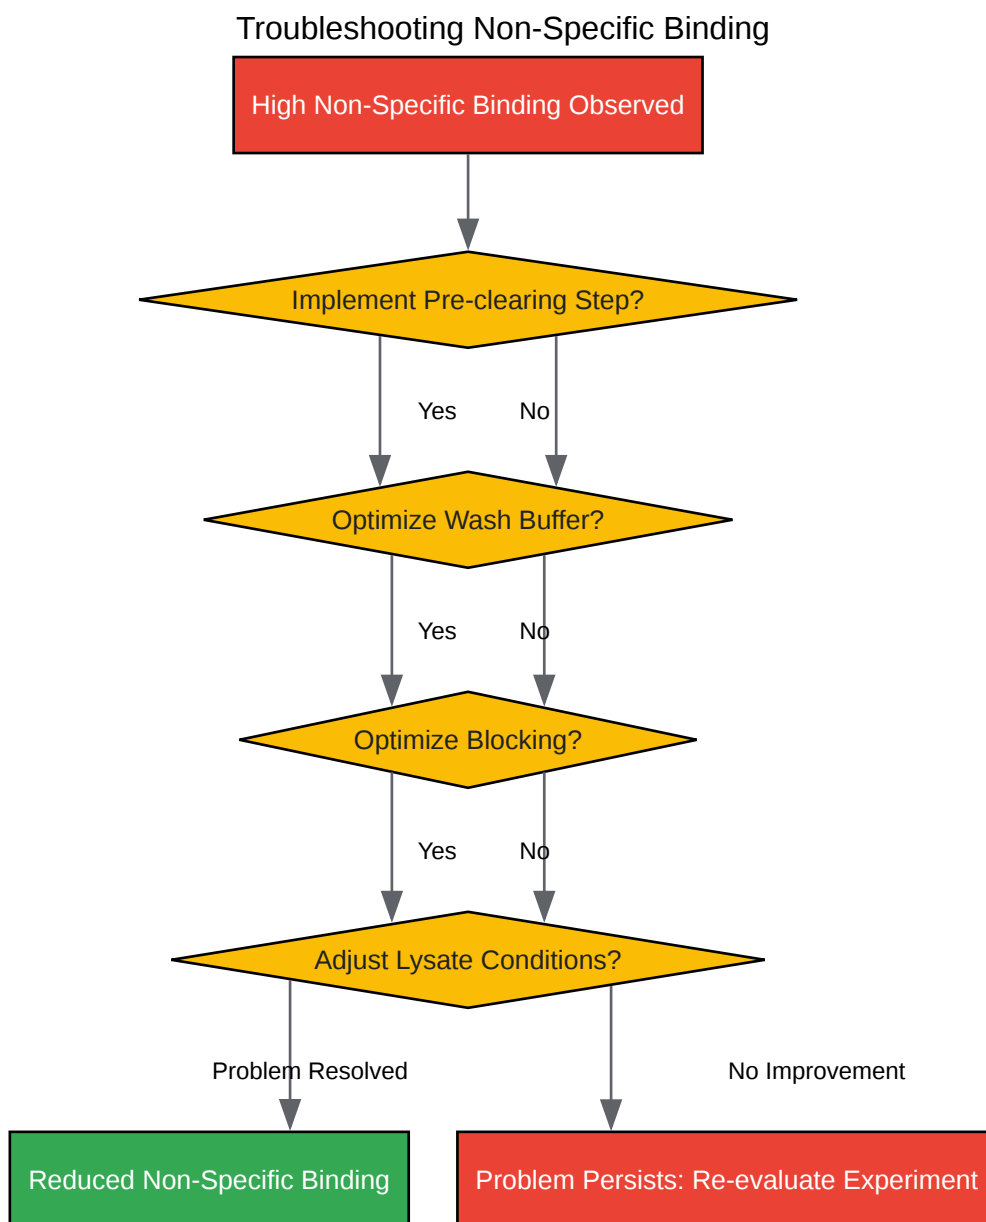 Troubleshooting Non-Specific Binding
High Non-Specific Binding Observed
Implement Pre-clearing Step?
Yes
No
Optimize Wash Buffer?
Yes
No
Optimize Blocking?
Yes
No
Adjust Lysate Conditions?
Problem Resolved
No Improvement
Reduced Non-Specific Binding
Problem Persists: Re-evaluate Experiment